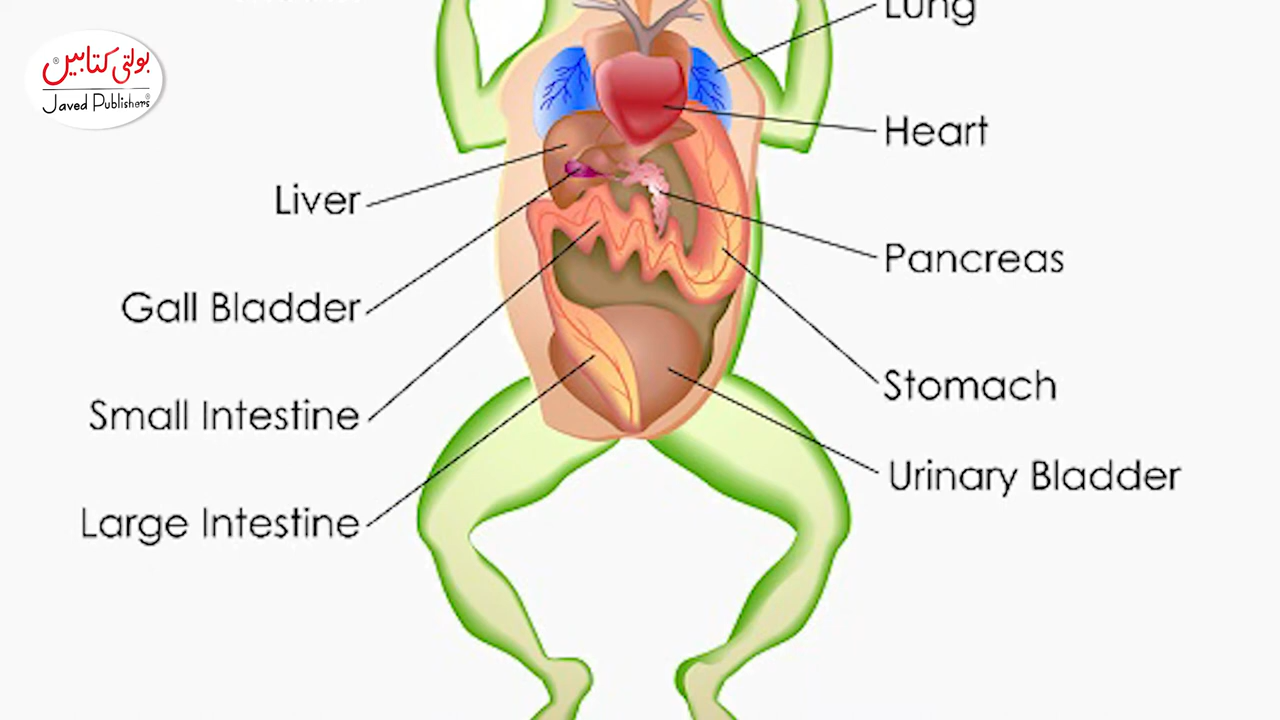 بولتی کتابیں
Javed Publishers
Lung
Heart
Liver
Pancreas
Gall Bladder
Stomach
Small Intestine
Urinary Bladder
Large Intestine